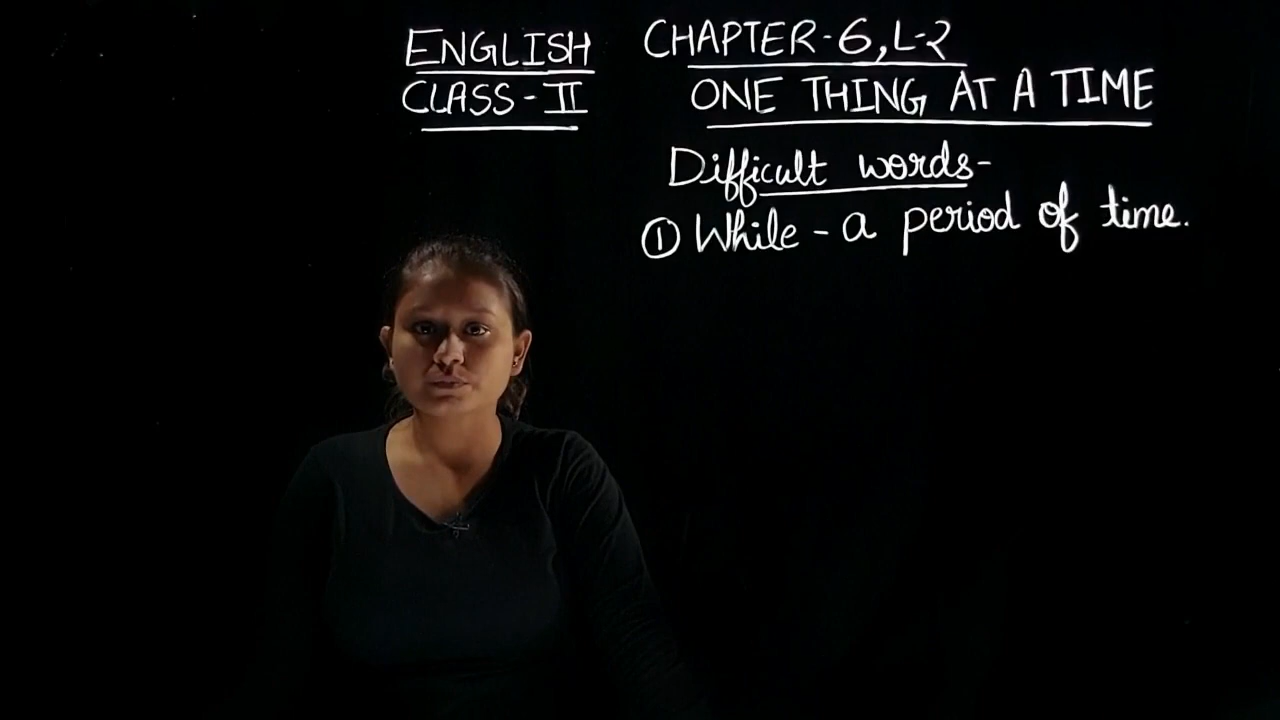 ENGLISH
CLASS-II
CHAPTER-6, L-2
ONE THING AT A TIME
Difficult words-
① While - a period of time.